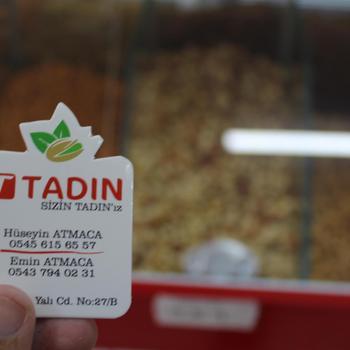 TADIN
SİZİN TADIN'ız
Hüseyin ATMACA
0545 615 65 57
Emin ATMACA
0543 794 02 31
Yalı Cd. No:27/B